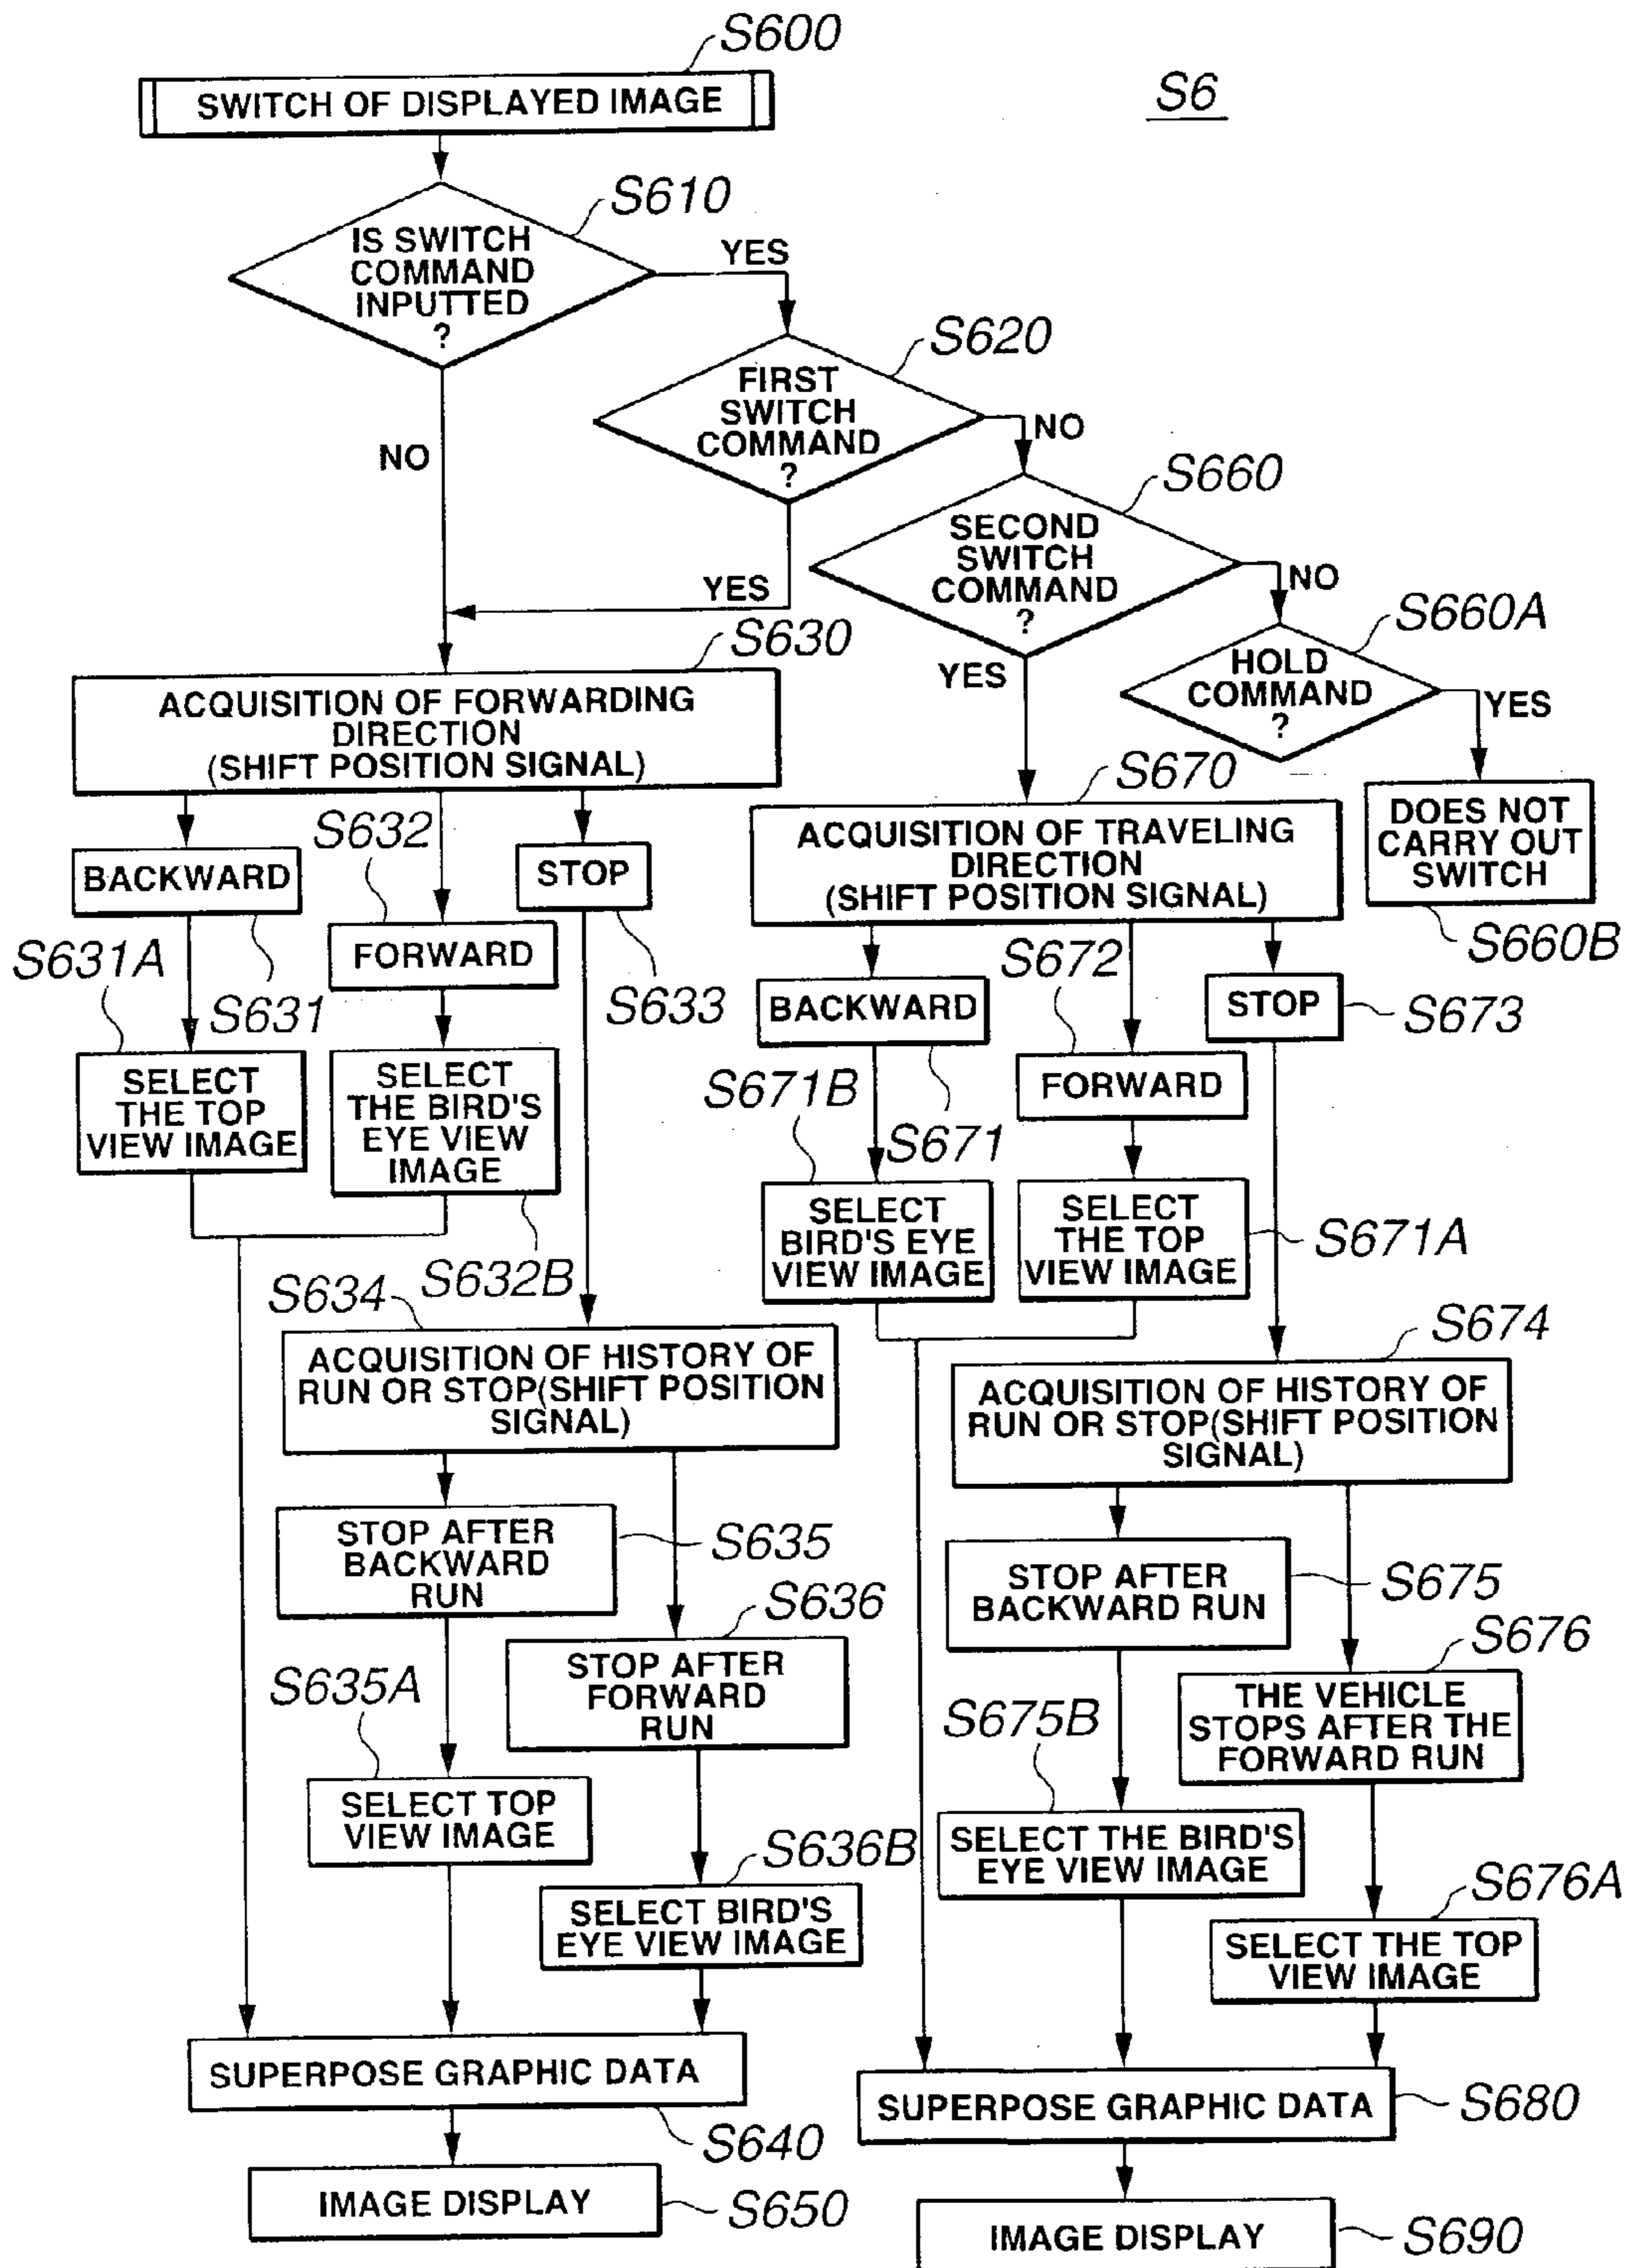 S600
SWITCH OF DISPLAYED IMAGE
S6
S610
IS SWITCH
COMMAND
INPUTTED
?
YES
S620
FIRST
SWITCH
COMMAND
?
NO
NO
S660
SECOND
SWITCH
COMMAND
?
YES
NO
S660A
HOLD
COMMAND
?
YES
YES
S630
ACQUISITION OF FORWARDING
DIRECTION
(SHIFT POSITION SIGNAL)
S670
ACQUISITION OF TRAVELING
DIRECTION
(SHIFT POSITION SIGNAL)
DOES NOT
CARRY OUT
SWITCH
S660B
BACKWARD
S632
STOP
S631A
FORWARD
S631
S633
SELECT
THE TOP
VIEW IMAGE
SELECT
THE BIRD'S
EYE VIEW
IMAGE
S632B
BACKWARD
S672
STOP
S673
S671B
FORWARD
S671
SELECT
BIRD'S EYE
VIEW IMAGE
SELECT
THE TOP
VIEW IMAGE
S671A
S634
ACQUISITION OF HISTORY OF
RUN OR STOP(SHIFT POSITION
SIGNAL)
S674
ACQUISITION OF HISTORY OF
RUN OR STOP(SHIFT POSITION
SIGNAL)
STOP AFTER
BACKWARD
RUN
S635
S636
STOP AFTER
FORWARD
RUN
S635A
SELECT TOP
VIEW IMAGE
S636B
SELECT BIRD'S
EYE VIEW IMAGE
STOP AFTER
BACKWARD RUN
S675
S676
THE VEHICLE
STOPS AFTER THE
FORWARD RUN
S675B
SELECT THE BIRD'S
EYE VIEW IMAGE
S676A
SELECT THE TOP
VIEW IMAGE
SUPERPOSE GRAPHIC DATA
S640
IMAGE DISPLAY
S650
SUPERPOSE GRAPHIC DATA
S680
IMAGE DISPLAY
S690